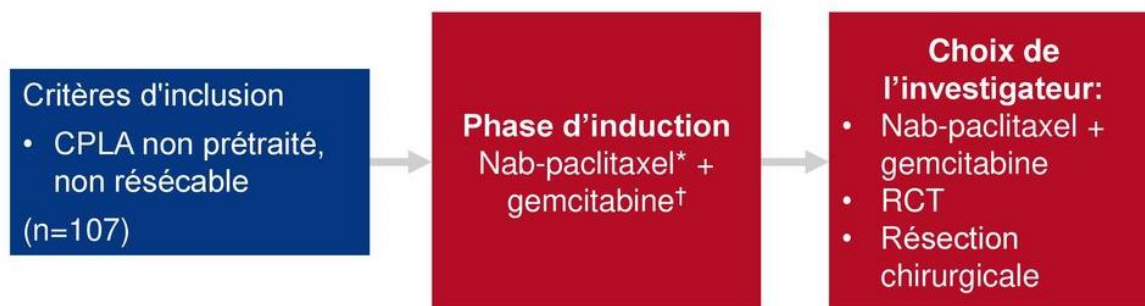 Critères d'inclusion
• CPLA non prétraité,
non résécable
(n=107)
Phase d’induction
Nab-paclitaxel* +
gemcitabine†
Choix de
l’investigateur:
• Nab-paclitaxel +
gemcitabine
• RCT
• Résection
chirurgicale